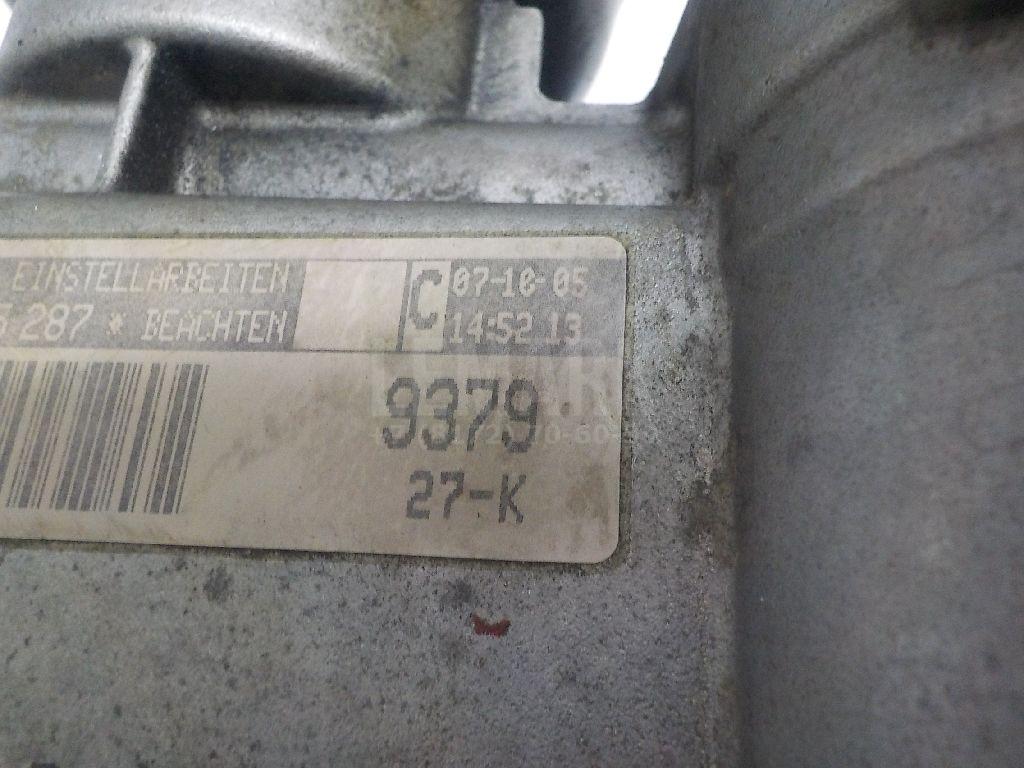 EINSTELLARBEITEN
287 * BEACHTEN
C
07-10-05
14:52 13
9379
27-K